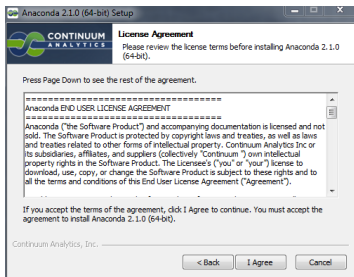 Anaconda 2.1.0 (64-bit) Setup
CONTINUUM
ANALYTICS
License Agreement
Please review the license terms before installing Anaconda 2.1.0
(64-bit).
Press Page Down to see the rest of the agreement.
===================================
Anaconda END USER LICENSE AGREEMENT
===================================
Anaconda ("the Software Product") and accompanying documentation is licensed and not
sold. The Software Product is protected by copyright laws and treaties, as well as laws
and treaties related to other forms of intellectual property. Continuum Analytics Inc or
its subsidiaries, affiliates, and suppliers (collectively "Continuum ") own intellectual
property rights in the Software Product. The Licensee's ("you" or "your") license to
download, use, copy, or change the Software Product is subject to these rights and to
all the terms and conditions of this End User License Agreement ("Agreement").
If you accept the terms of the agreement, click I Agree to continue. You must accept the
agreement to install Anaconda 2.1.0 (64-bit).
Continuum Analytics, Inc.
< Back
I Agree
Cancel